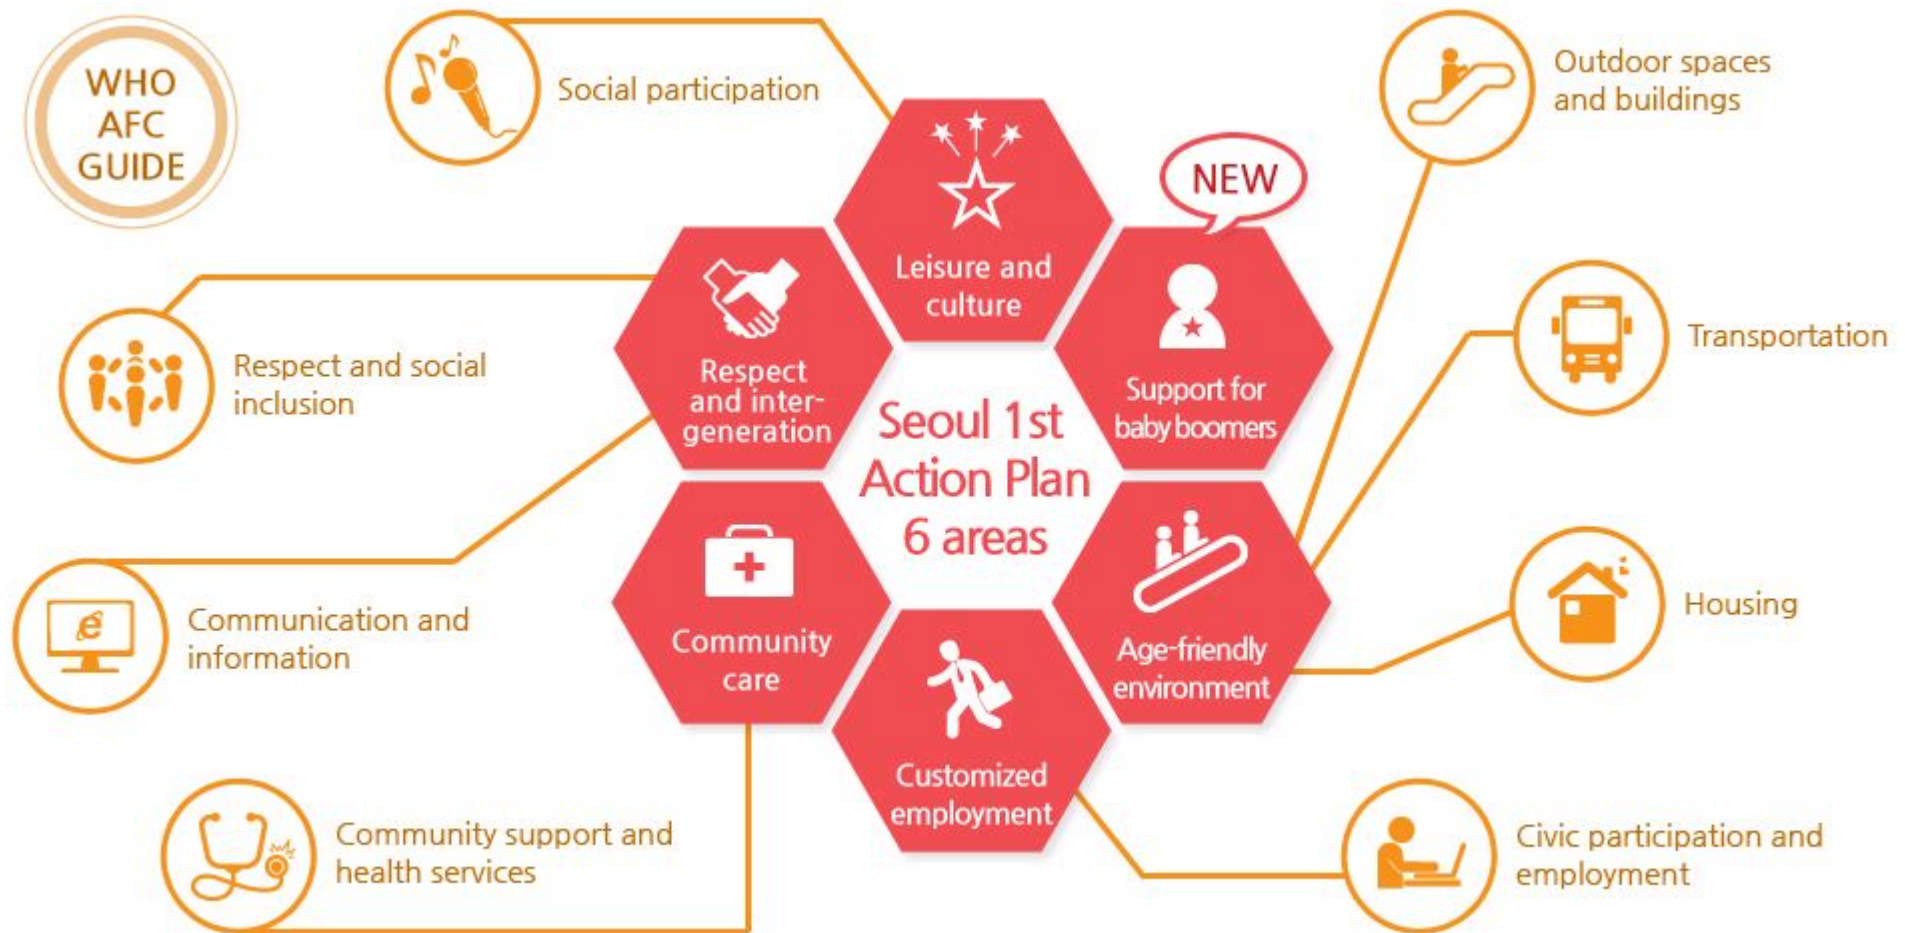 WHO
AFC
GUIDE
Social participation
Outdoor spaces
and buildings
NEW
Leisure and
culture
Respect and social
inclusion
Respect
and inter-
generation
Support for
baby boomers
Transportation
Seoul 1st
Action Plan
6 areas
Communication and
information
e
Community
care
Age-friendly
environment
Housing
Customized
employment
Community support and
health services
Civic participation and
employment